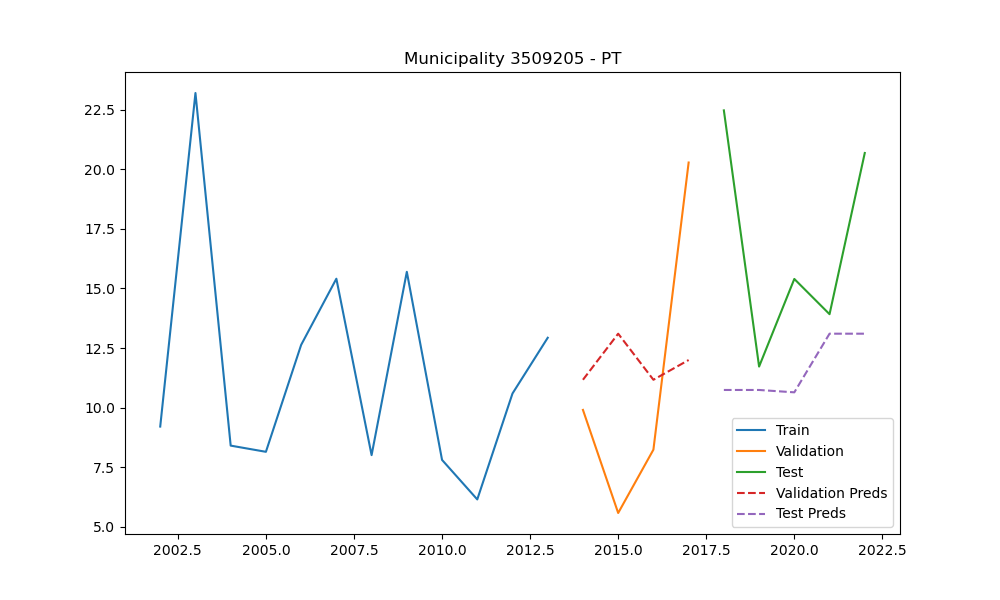 Municipality 3509205 - PT
22.5
20.0
17.5
15.0
12.5
10.0
7.5
5.0
2002.5 2005.0 2007.5 2010.0 2012.5 2015.0 2017.5 2020.0 2022.5
Train
Validation
Test
Validation Preds
Test Preds